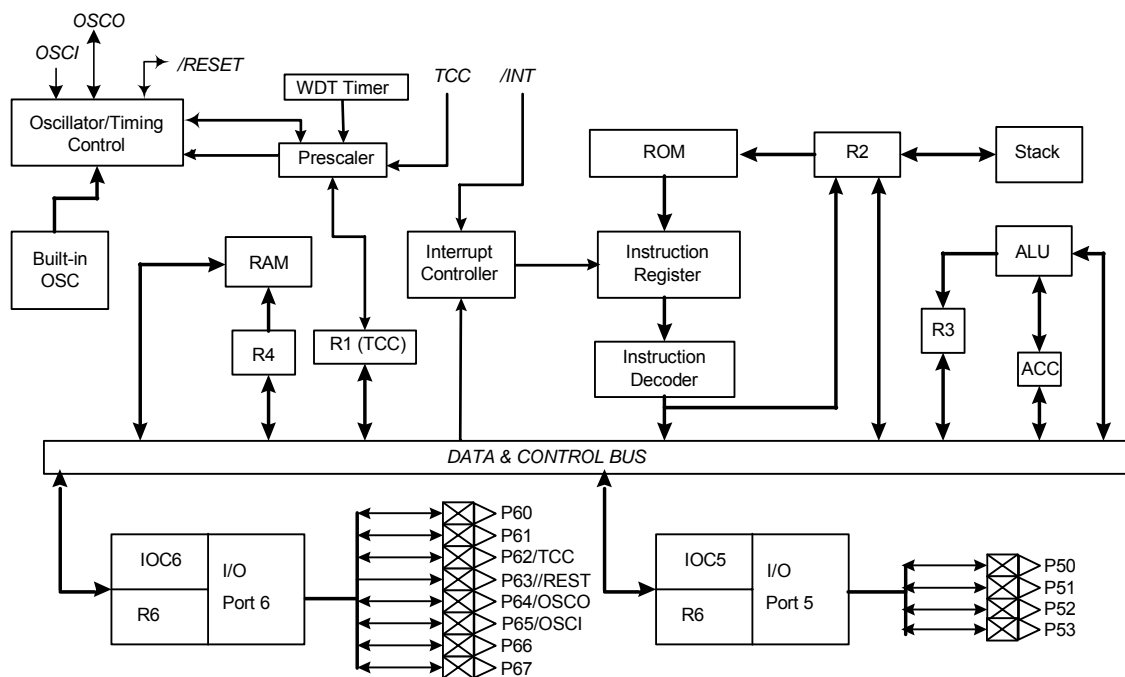 OSCO
OSCI
/RESET
TCC
/INT
WDT Timer
Oscillator/Timing
Control
Prescaler
ROM
R2
Stack
Built-in
OSC
RAM
Interrupt
Controller
Instruction
Register
ALU
R4
R1 (TCC)
Instruction
Decoder
R3
ACC
DATA & CONTROL BUS
IOC6
R6
I/O
Port 6
P60
P61
P62/TCC
P63//REST
P64/OSCO
P65/OSCI
P66
P67
IOC5
R6
I/O
Port 5
P50
P51
P52
P53